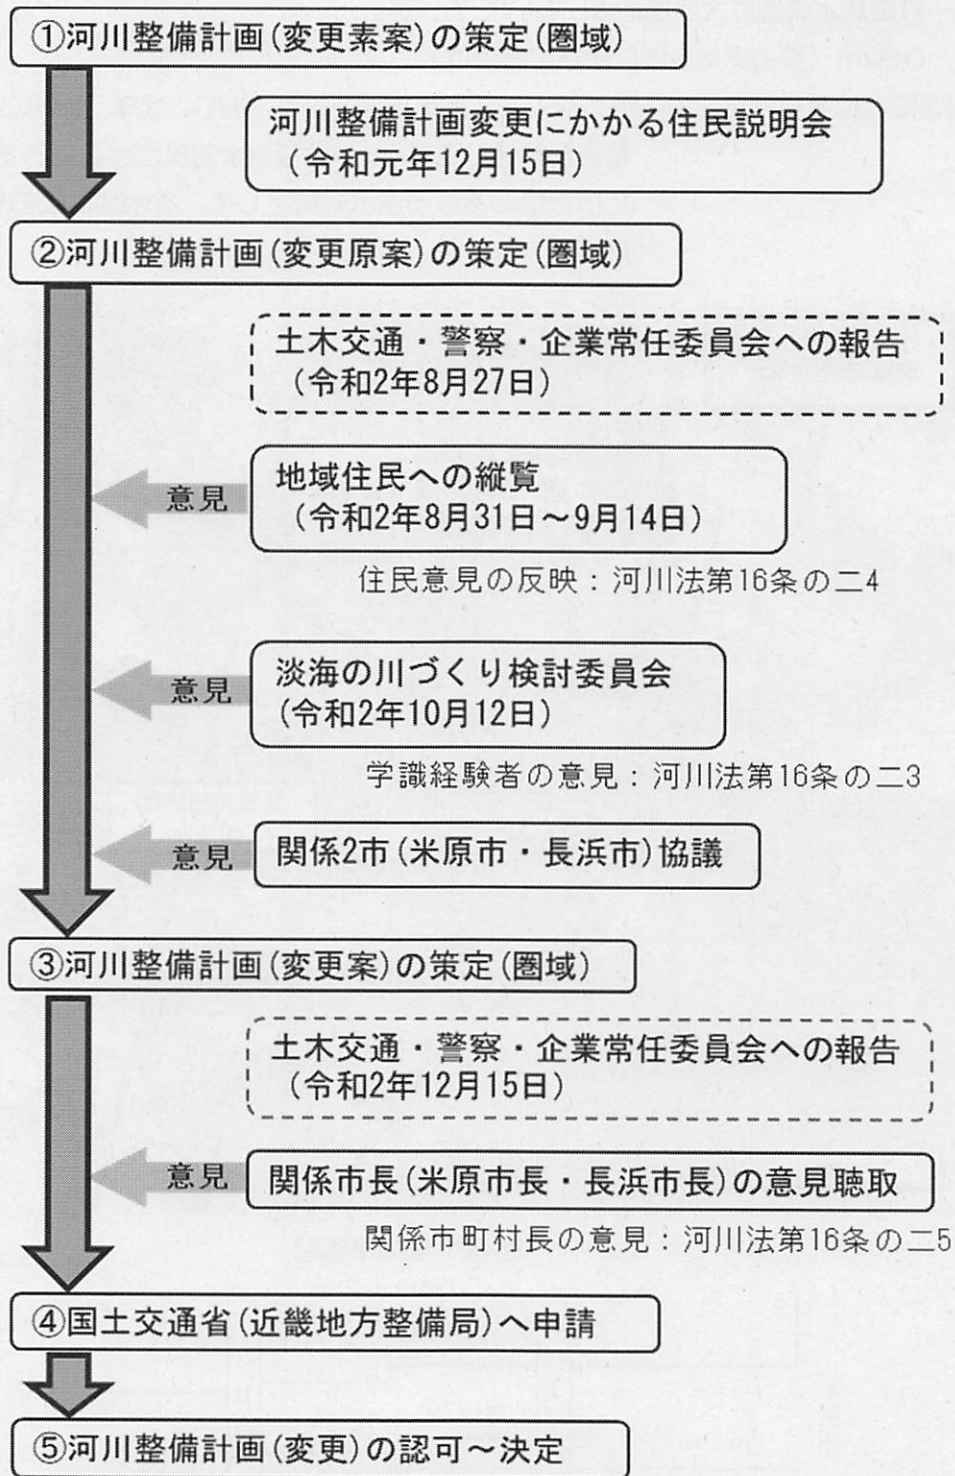 ①河川整備計画(変更素案)の策定(圏域)
河川整備計画変更にかかる住民説明会
(令和元年12月15日)
②河川整備計画(変更原案)の策定(圏域)
土木交通・警察・企業常任委員会への報告
(令和2年8月27日)
意見
地域住民への縦覧
(令和2年8月31日～9月14日)
住民意見の反映：河川法第16条の二4
意見
淡海の川づくり検討委員会
(令和2年10月12日)
学識経験者の意見：河川法第16条の二3
意見
関係2市(米原市・長浜市)協議
③河川整備計画(変更案)の策定(圏域)
土木交通・警察・企業常任委員会への報告
(令和2年12月15日)
意見
関係市長(米原市長・長浜市長)の意見聴取
関係市町村長の意見：河川法第16条の二5
④国土交通省(近畿地方整備局)へ申請
⑤河川整備計画(変更)の認可～決定